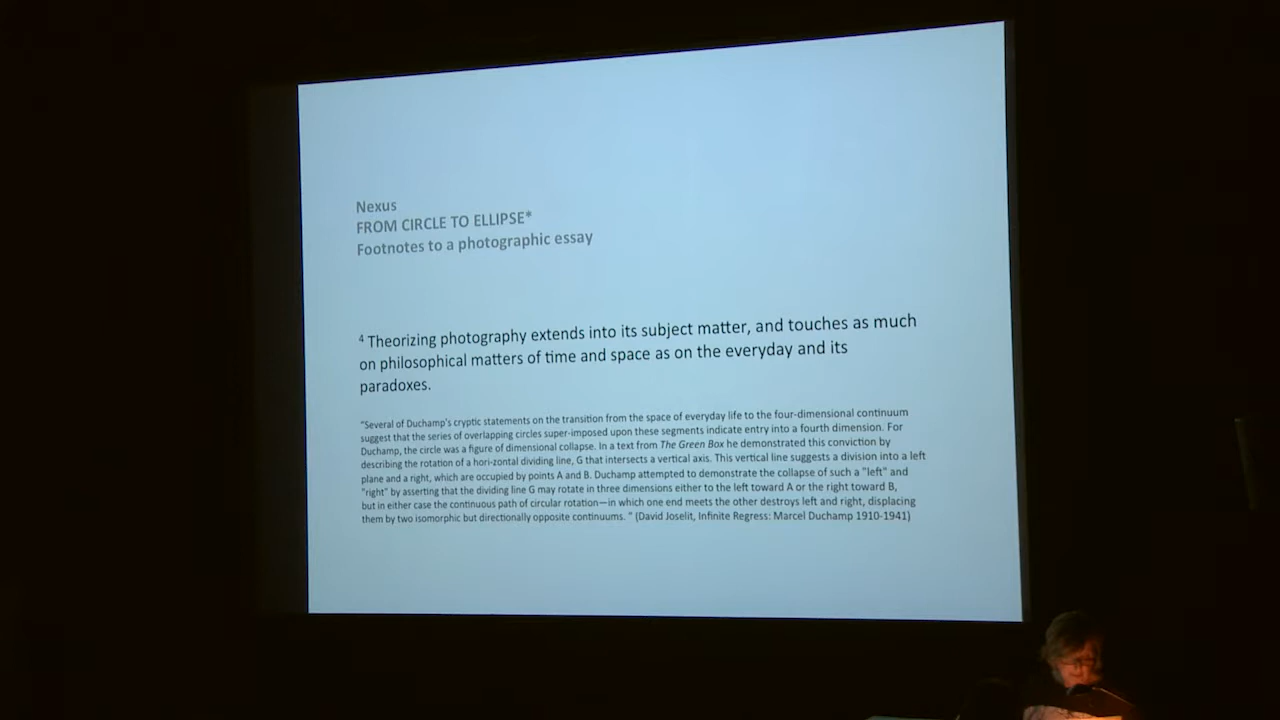 Nexus
FROM CIRCLE TO ELLIPSE*
Footnotes to a photographic essay
4 Theorizing photography extends into its subject matter, and touches as much
on philosophical matters of time and space as on the everyday and its
paradoxes.
"Several of Duchamp's cryptic statements on the transition from the space of everyday life to the four-dimensional continuum
suggest that the series of overlapping circles super-imposed upon these segments indicate entry into a fourth dimension. For
Duchamp, the circle was a figure of dimensional collapse. In a text from The Green Box he demonstrated this conviction by
describing the rotation of a hori-zontal dividing line, G that intersects a vertical axis. This vertical line suggests a division into a left
plane and a right, which are occupied by points A and B. Duchamp attempted to demonstrate the collapse of such a "left" and
"right" by asserting that the dividing line G may rotate in three dimensions either to the left toward A or the right toward B,
but in either case the continuous path of circular rotation—in which one end meets the other destroys left and right, displacing
them by two isomorphic but directionally opposite continuums. " (David Joselit, Infinite Regress: Marcel Duchamp 1910-1941)